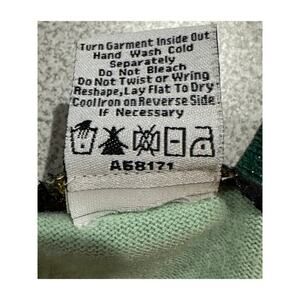 Turn Garment Inside Out
Hand Wash Cold
Separately
Do Not Bleach
Do Not Twist or Wring
Reshape, Lay Flat To Dry
Cool Iron on Reverse Side
If Necessary
A68171